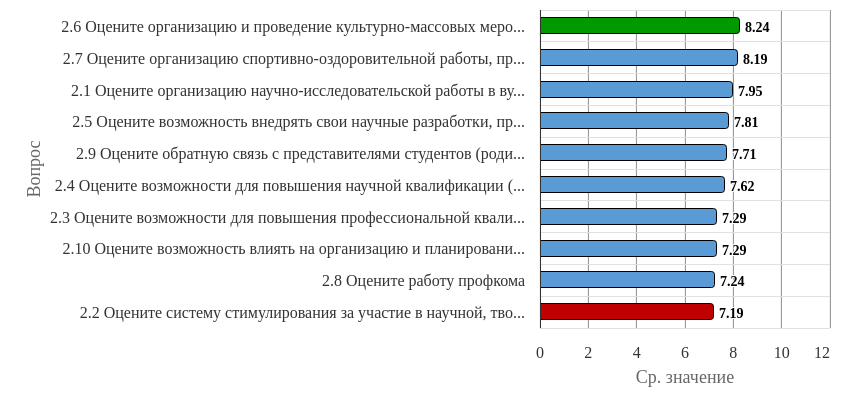 2.6 Оцените организацию и проведение культурно-массовых меро... 8.24
2.7 Оцените организацию спортивно-оздоровительной работы, пр... 8.19
2.1 Оцените организацию научно-исследовательской работы в ву... 7.95
2.5 Оцените возможность внедрять свои научные разработки, пр... 7.81
2.9 Оцените обратную связь с представителями студентов (роди... 7.71
2.4 Оцените возможности для повышения научной квалификации (... 7.62
2.3 Оцените возможности для повышения профессиональной квали... 7.29
2.10 Оцените возможность влиять на организацию и планировани... 7.29
2.8 Оцените работу профкома 7.24
2.2 Оцените систему стимулирования за участие в научной, тво... 7.19
Вопрос
0 2 4 6 8 10 12
Ср. значение